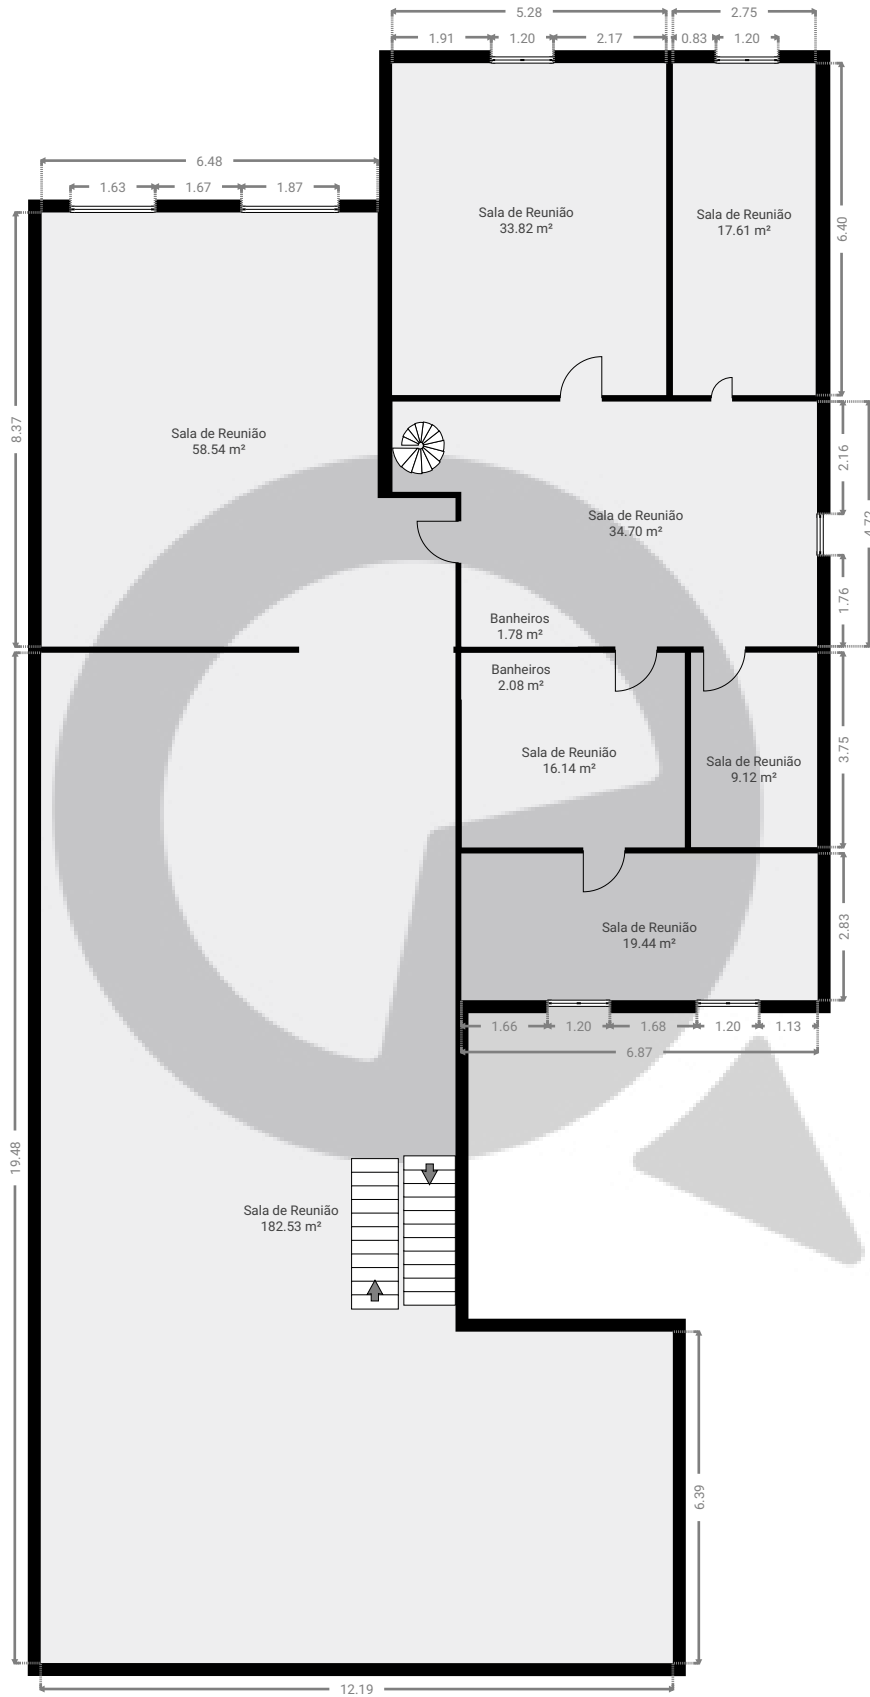 5.28
2.75
1.91
1.20
2.17
0.83
1.20
6.48
1.63
1.67
1.87
Sala de Reunião
33.82 m²
Sala de Reunião
17.61 m²
6.40
8.37
Sala de Reunião
58.54 m²
2.16
Sala de Reunião
34.70 m²
4.72
1.76
Banheiros
1.78 m²
Banheiros
2.08 m²
Sala de Reunião
16.14 m²
Sala de Reunião
9.12 m²
3.75
Sala de Reunião
19.44 m²
2.83
1.66
1.20
1.68
1.20
1.13
6.87
19.48
Sala de Reunião
182.53 m²
6.39
12.19